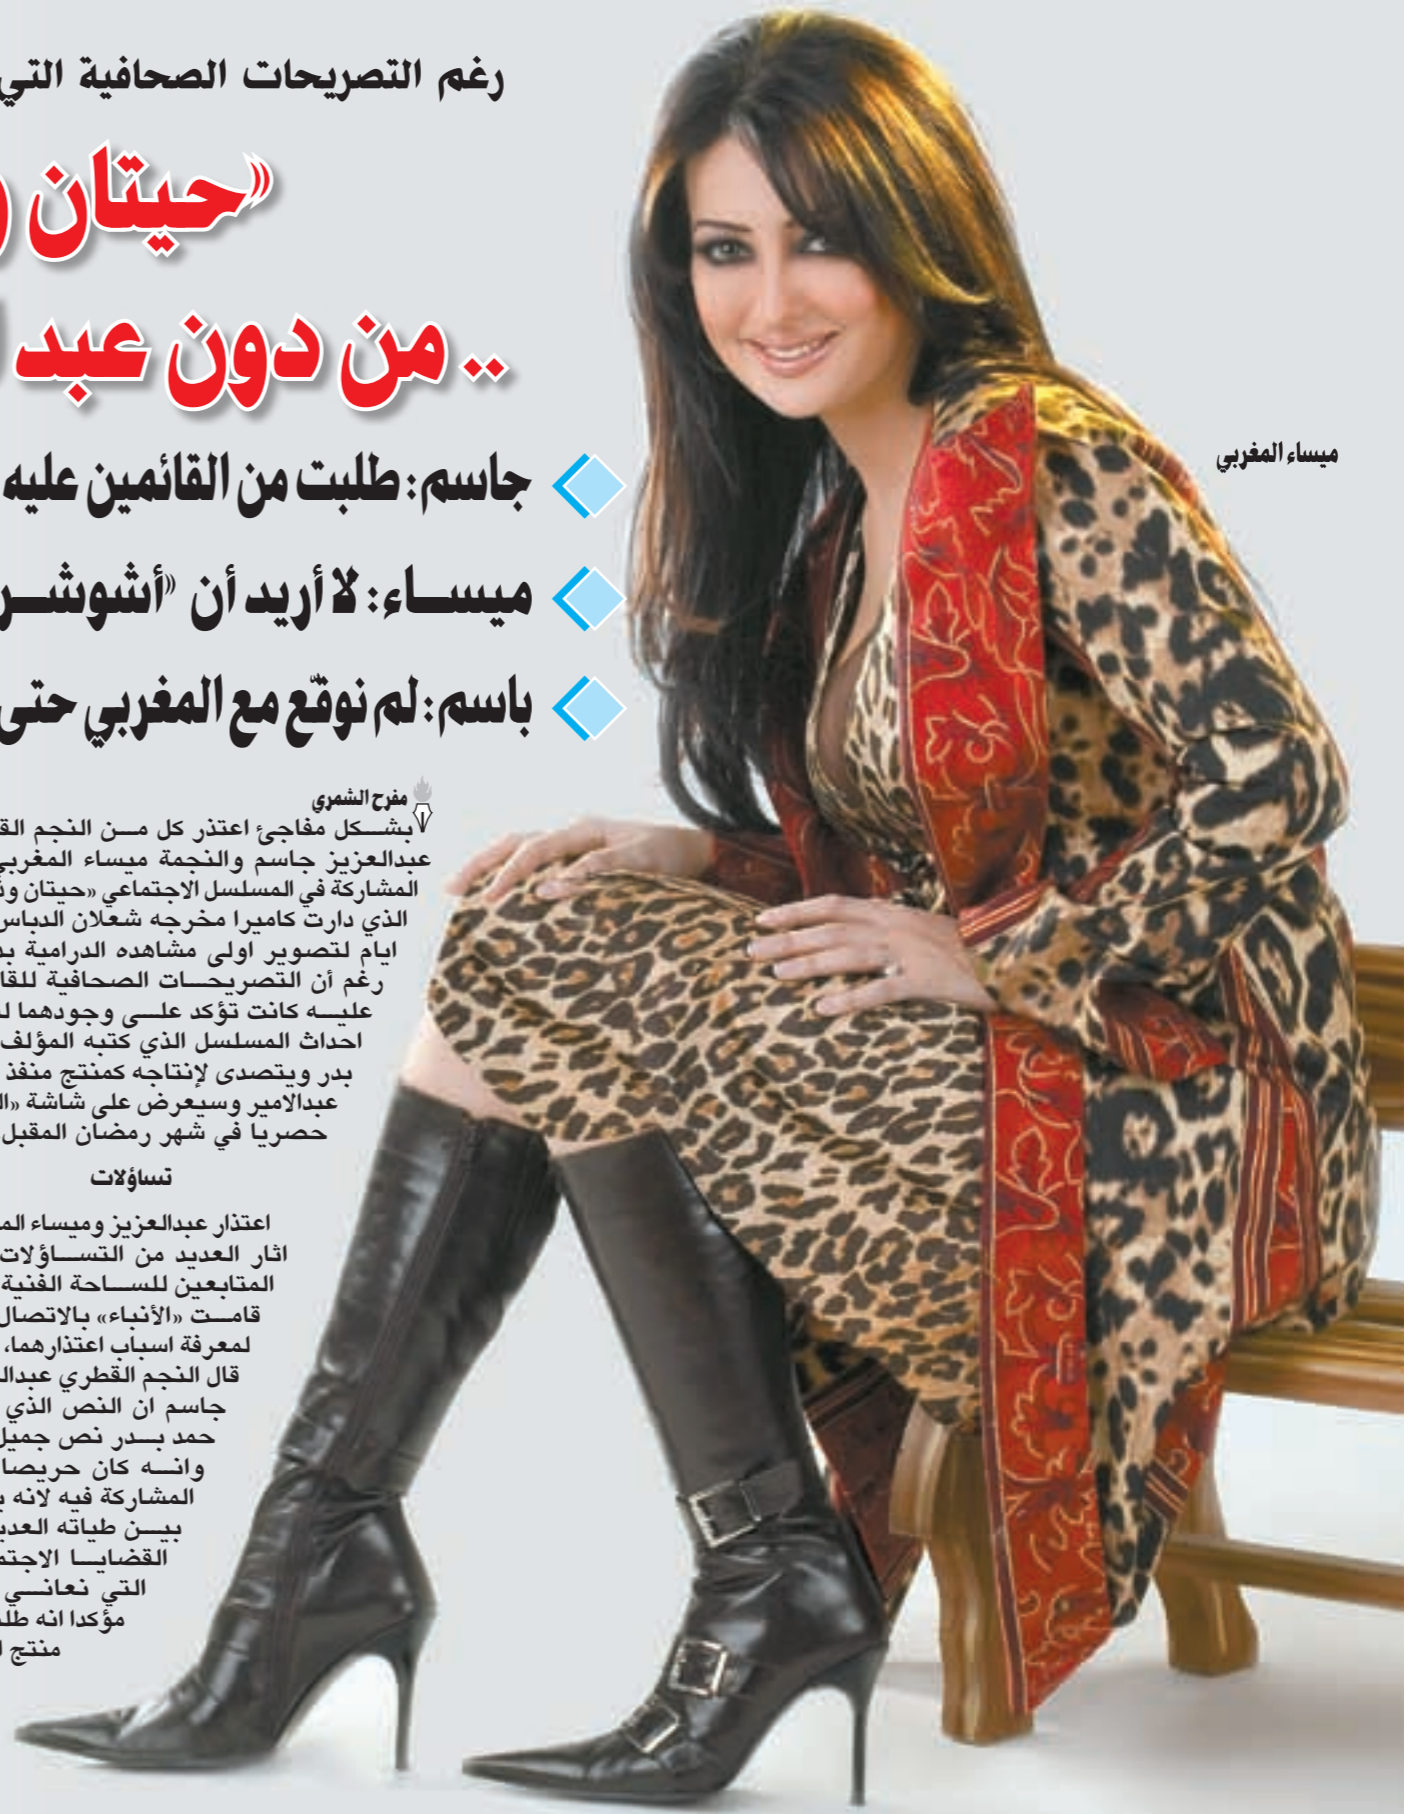 رغم التصريحات الصحافية التي
«حيتان و
.. من دون عبد
جاسم: طلبت من القائمين عليه
ميساء: لا أريد أن «أشوشر
باسم: لم نوقّع مع المغربي حتى
ميساء المغربي
مفرح الشمري
بشكل مفاجئ اعتذر كل من النجم
عبدالعزيز جاسم والنجمة ميساء المغربي
المشاركة في المسلسل الاجتماعي «حيتان
الذي دارت كاميرا مخرجه شعلان الدباس
ايام لتصوير اولى مشاهده الدرامية
رغم أن التصريحات الصحافية
عليه كانت تؤكد على وجودهما
احداث المسلسل الذي كتبه المؤلف
بدر ويتصدى لإنتاجه كمنتج منفذ
عبدالامير وسيعرض على شاشة
حصريا في شهر رمضان المقبل
تساؤلات
اعتذار عبدالعزيز وميساء
اثار العديد من التساؤلات
المتابعين للساحة الفنية
قامت «الأنباء» بالاتصال
لمعرفة اسباب اعتذارهما،
قال النجم القطري
جاسم ان النص الذي
حمد بدر نص جميل
وانه كان حريصا
المشاركة فيه لانه
بين طياته
القضايا
التي نعاني
مؤكدا انه
منتج